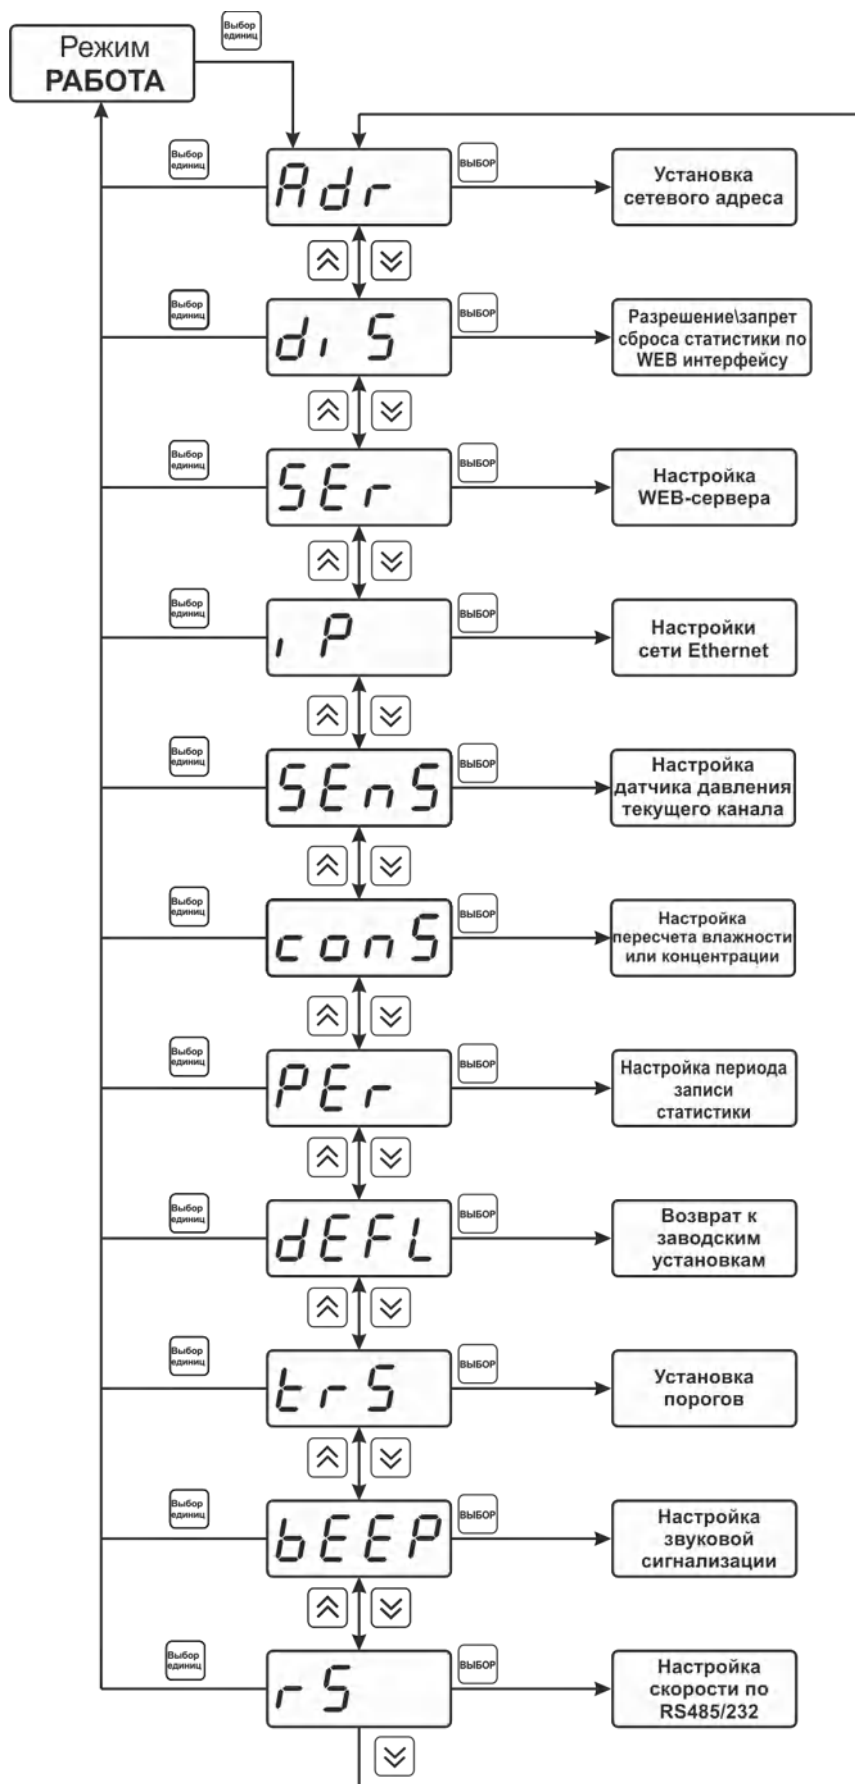 Выбор
единиц
Режим
РАБОТА
Выбор
единиц
Adr
ВЫБОР
Установка
сетевого адреса
Выбор
единиц
di S
ВЫБОР
Разрешение\запрет
сброса статистики по
WEB интерфейсу
Выбор
единиц
SEr
ВЫБОР
Настройка
WEB-сервера
Выбор
единиц
i P
ВЫБОР
Настройки
сети Ethernet
Выбор
единиц
SEnS
ВЫБОР
Настройка
датчика давления
текущего канала
Выбор
единиц
conS
ВЫБОР
Настройка
пересчета влажности
или концентрации
Выбор
единиц
PEr
ВЫБОР
Настройка периода
записи
статистики
Выбор
единиц
dEFL
ВЫБОР
Возврат к
заводским
установкам
Выбор
единиц
trS
ВЫБОР
Установка
порогов
Выбор
единиц
bEEP
ВЫБОР
Настройка
звуковой
сигнализации
Выбор
единиц
rS
ВЫБОР
Настройка
скорости по
RS485/232